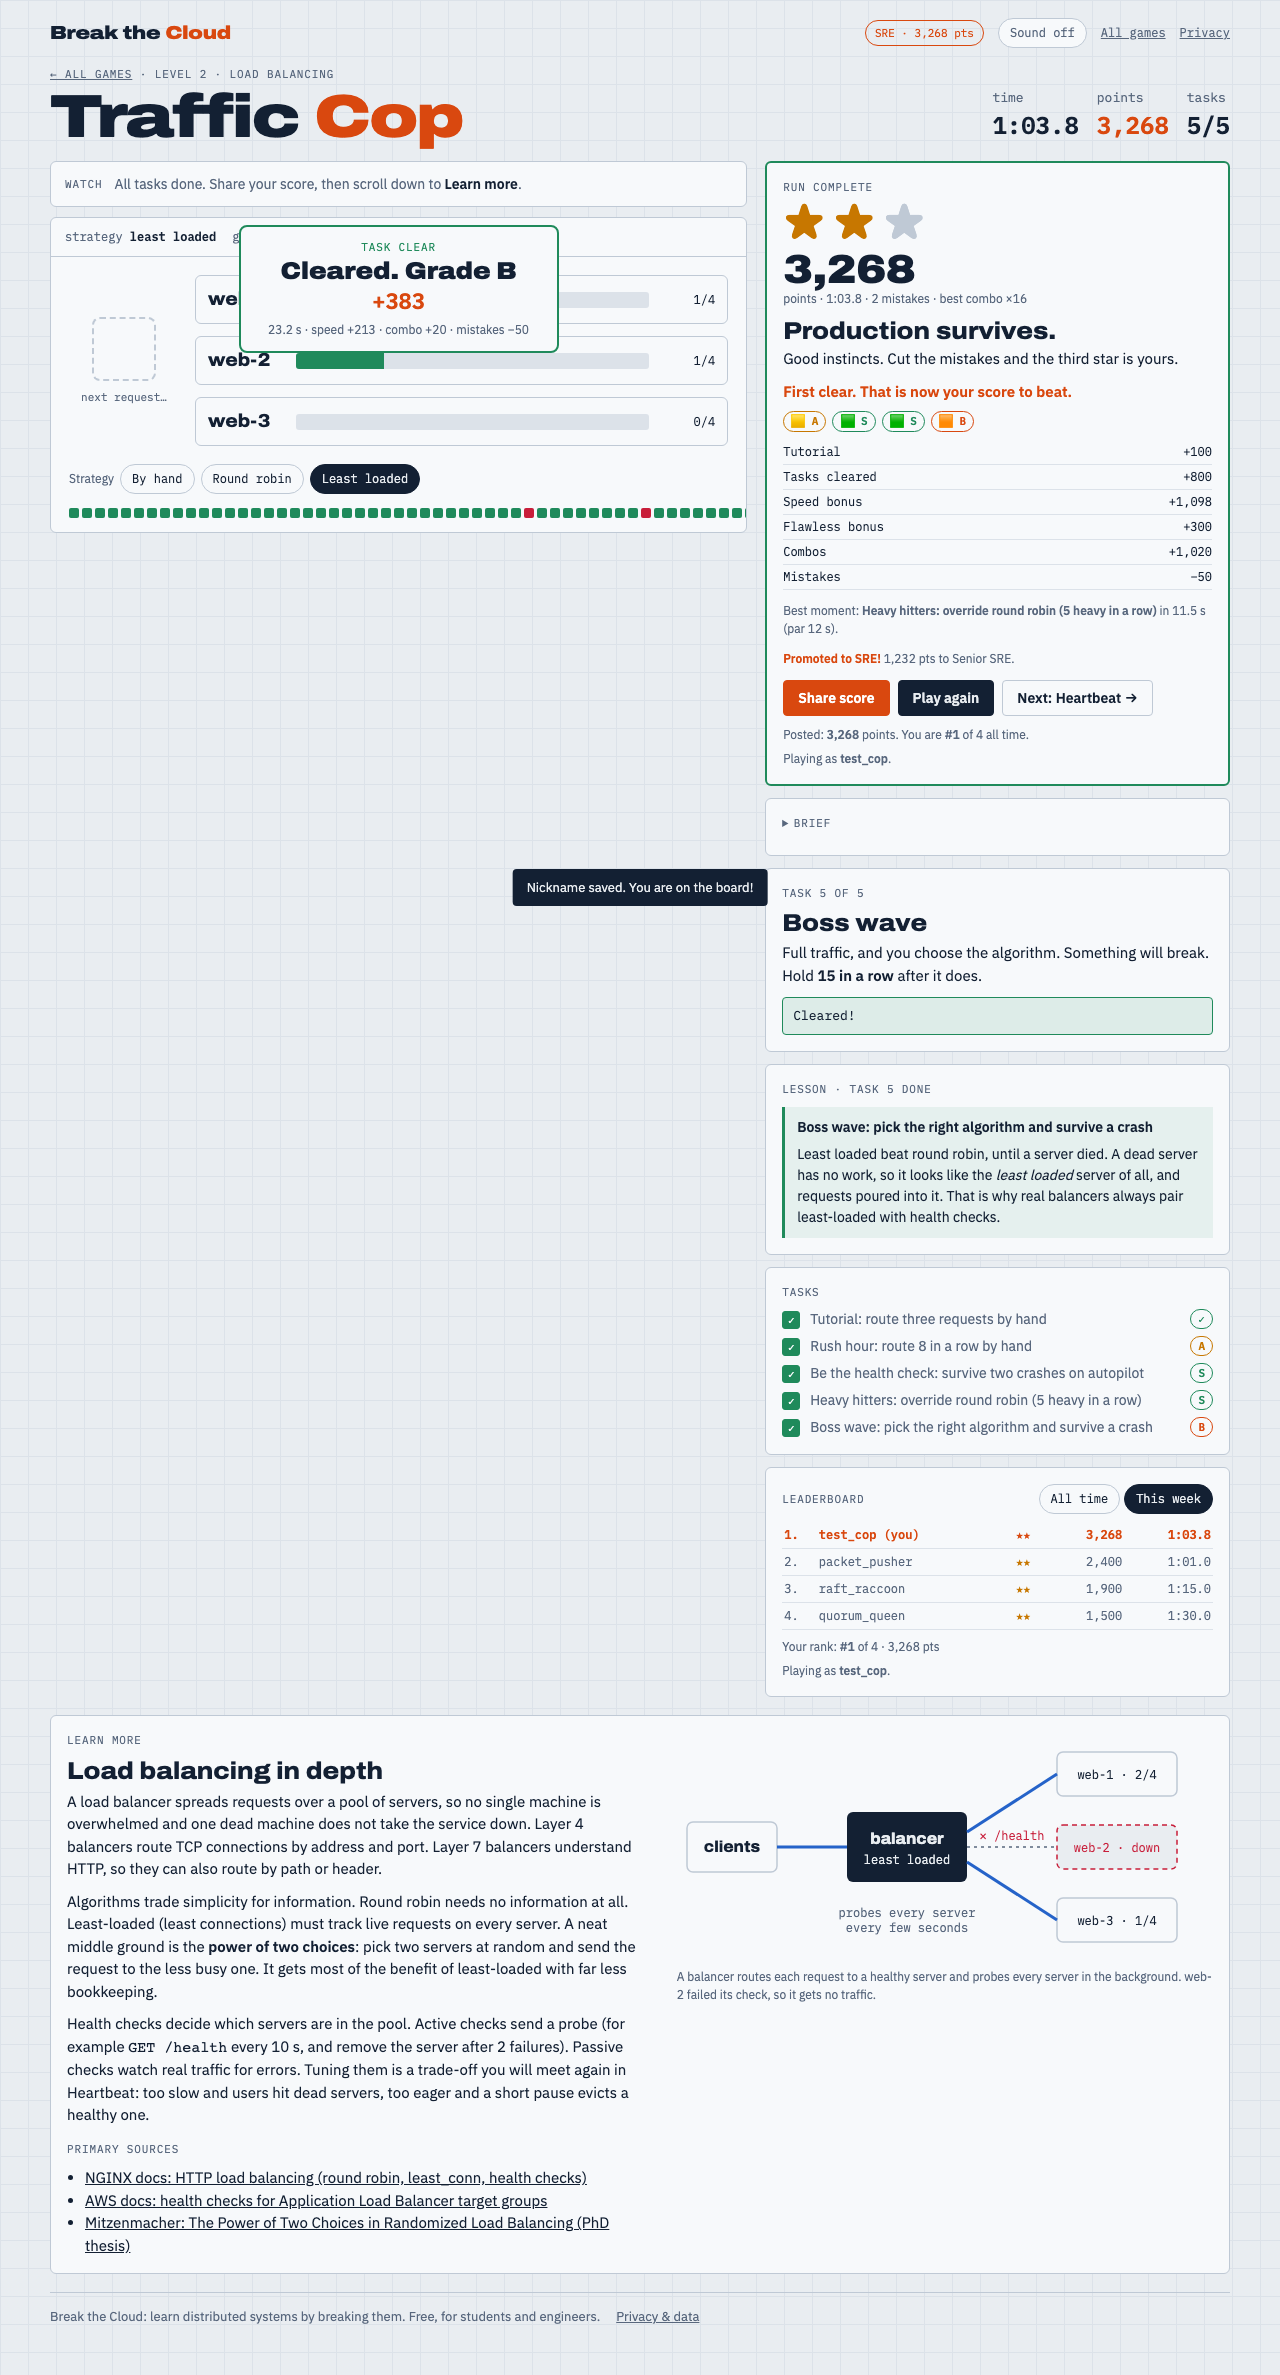 Break the Cloud
SRE · 3,268 pts
Sound off
All games
Privacy
← ALL GAMES · LEVEL 2 · LOAD BALANCING
Traffic Cop
time
points
tasks
1:03.8
3,268
5/5
WATCH All tasks done. Share your score, then scroll down to Learn more.
strategy least loaded
TASK CLEAR
Cleared. Grade B
+383
23.2 s · speed +213 · combo +20 · mistakes −50
1/4
web-2
1/4
next request…
web-3
0/4
Strategy
By hand
Round robin
Least loaded
RUN COMPLETE
3,268
points · 1:03.8 · 2 mistakes · best combo ×16
Production survives.
Good instincts. Cut the mistakes and the third star is yours.
First clear. That is now your score to beat.
A
S
S
B
Tutorial +100
Tasks cleared +800
Speed bonus +1,098
Flawless bonus +300
Combos +1,020
Mistakes −50
Best moment: Heavy hitters: override round robin (5 heavy in a row) in 11.5 s
(par 12 s).
Promoted to SRE! 1,232 pts to Senior SRE.
Share score
Play again
Next: Heartbeat →
Posted: 3,268 points. You are #1 of 4 all time.
Playing as test_cop.
▶ BRIEF
Nickname saved. You are on the board!
TASK 5 OF 5
Boss wave
Full traffic, and you choose the algorithm. Something will break.
Hold 15 in a row after it does.
Cleared!
LESSON · TASK 5 DONE
Boss wave: pick the right algorithm and survive a crash
Least loaded beat round robin, until a server died. A dead server
has no work, so it looks like the least loaded server of all, and
requests poured into it. That is why real balancers always pair
least-loaded with health checks.
TASKS
✓ Tutorial: route three requests by hand ✓
✓ Rush hour: route 8 in a row by hand A
✓ Be the health check: survive two crashes on autopilot S
✓ Heavy hitters: override round robin (5 heavy in a row) S
✓ Boss wave: pick the right algorithm and survive a crash B
LEADERBOARD
All time
This week
1. test_cop (you) ★★ 3,268 1:03.8
2. packet_pusher ★★ 2,400 1:01.0
3. raft_raccoon ★★ 1,900 1:15.0
4. quorum_queen ★★ 1,500 1:30.0
Your rank: #1 of 4 · 3,268 pts
Playing as test_cop.
LEARN MORE
Load balancing in depth
A load balancer spreads requests over a pool of servers, so no single machine is
overwhelmed and one dead machine does not take the service down. Layer 4
balancers route TCP connections by address and port. Layer 7 balancers understand
HTTP, so they can also route by path or header.
Algorithms trade simplicity for information. Round robin needs no information at all.
Least-loaded (least connections) must track live requests on every server. A neat
middle ground is the power of two choices: pick two servers at random and send the
request to the less busy one. It gets most of the benefit of least-loaded with far less
bookkeeping.
Health checks decide which servers are in the pool. Active checks send a probe (for
example GET /health every 10 s, and remove the server after 2 failures). Passive
checks watch real traffic for errors. Tuning them is a trade-off you will meet again in
Heartbeat: too slow and users hit dead servers, too eager and a short pause evicts a
healthy one.
PRIMARY SOURCES
• NGINX docs: HTTP load balancing (round robin, least_conn, health checks)
• AWS docs: health checks for Application Load Balancer target groups
• Mitzenmacher: The Power of Two Choices in Randomized Load Balancing (PhD
thesis)
clients
balancer
least loaded
× /health
web-1 · 2/4
web-2 · down
web-3 · 1/4
probes every server
every few seconds
A balancer routes each request to a healthy server and probes every server in the background. web-
2 failed its check, so it gets no traffic.
Break the Cloud: learn distributed systems by breaking them. Free, for students and engineers.
Privacy & data